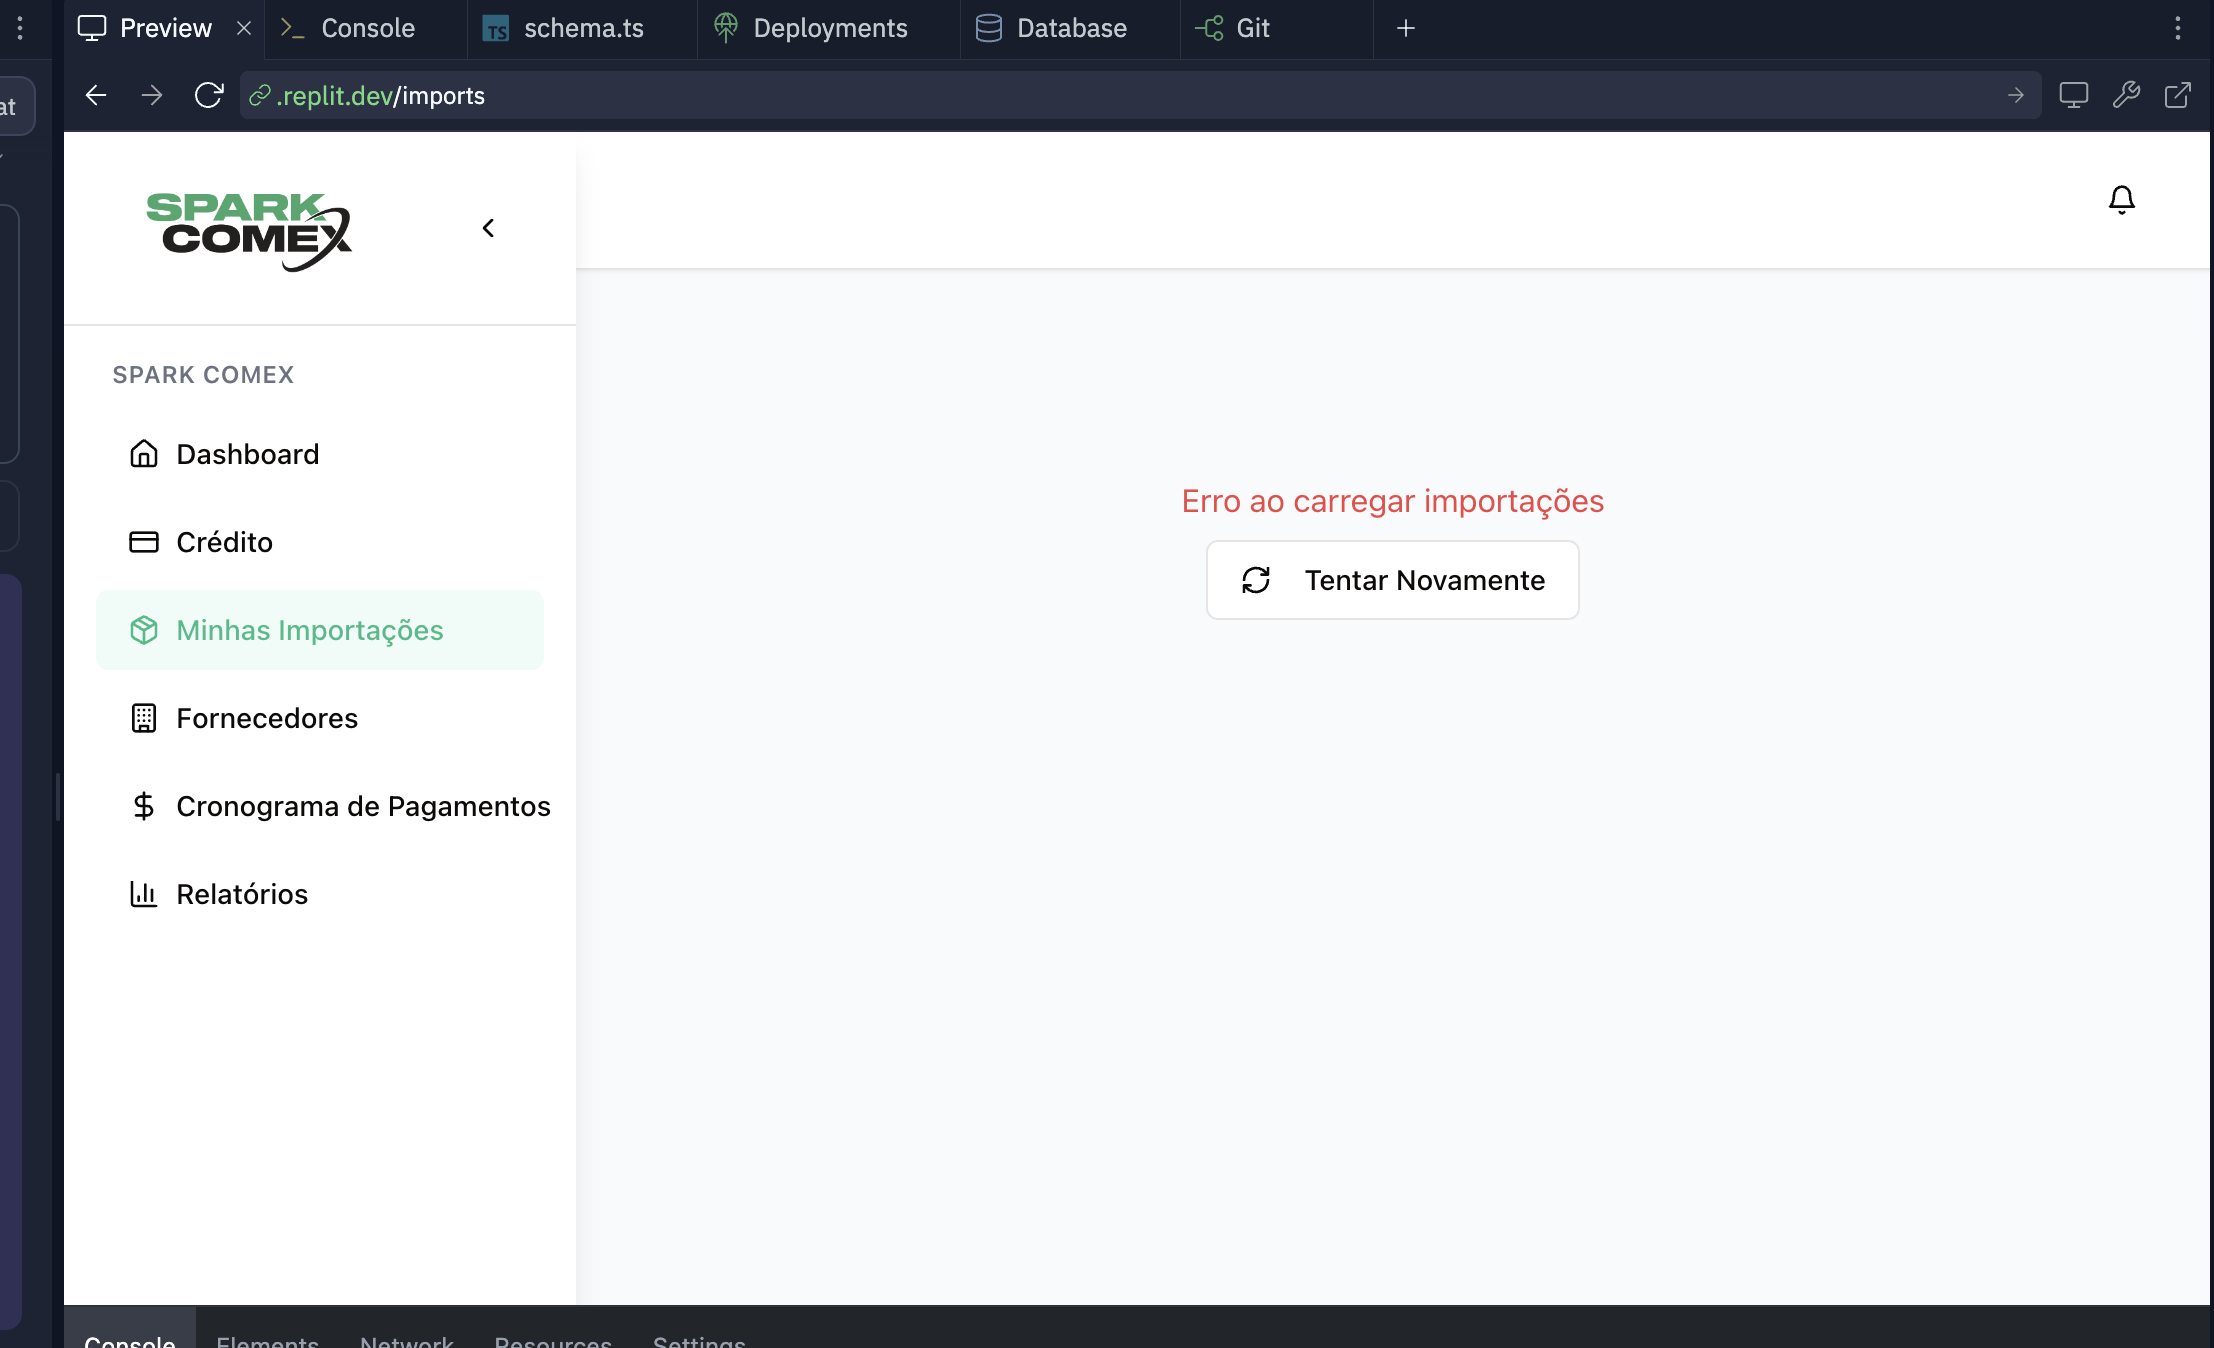 Preview
Console
TS
schema.ts
Deployments
Database
Git
at
.replit.dev/imports
SPARK
COMEX
SPARK COMEX
Dashboard
Crédito
Minhas Importações
Fornecedores
Cronograma de Pagamentos
Relatórios
Erro ao carregar importações
Tentar Novamente
Console
Elements
Network
Resources
Settings